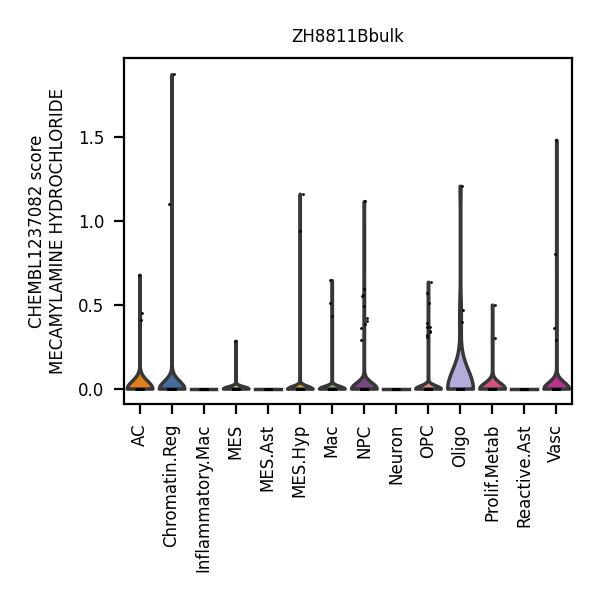 ZH8811Bbulk
CHEMBL1237082 score
MECAMYLAMINE HYDROCHLORIDE
1.5
1.0
0.5
0.0
AC
Chromatin.Reg
Inflammatory.Mac
MES
MES.Ast
MES.Hyp
Mac
NPC
Neuron
OPC
Oligo
Prolif.Metab
Reactive.Ast
Vasc